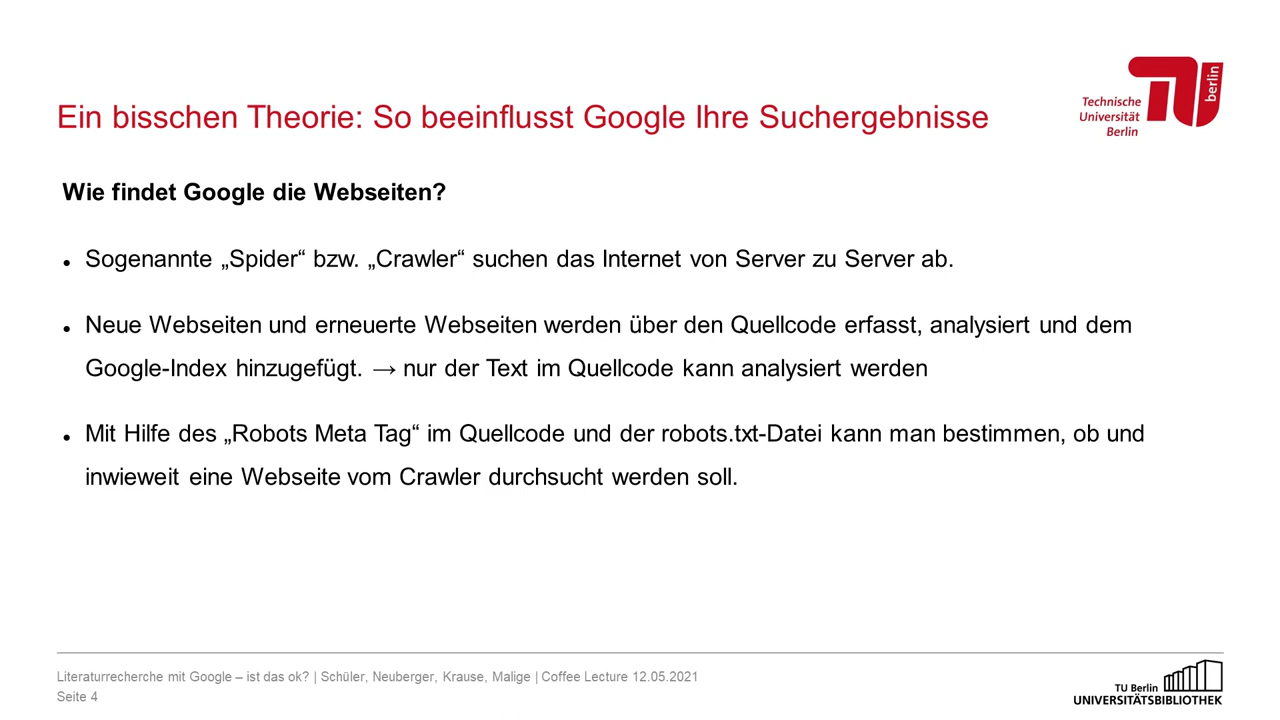 Ein bisschen Theorie: So beeinflusst Google Ihre Suchergebnisse
Technische
Universität
Berlin
berlin
Wie findet Google die Webseiten?
● Sogenannte „Spider“ bzw. „Crawler“ suchen das Internet von Server zu Server ab.
● Neue Webseiten und erneuerte Webseiten werden über den Quellcode erfasst, analysiert und dem
Google-Index hinzugefügt. → nur der Text im Quellcode kann analysiert werden
● Mit Hilfe des „Robots Meta Tag“ im Quellcode und der robots.txt-Datei kann man bestimmen, ob und
inwieweit eine Webseite vom Crawler durchsucht werden soll.
Literaturrecherche mit Google – ist das ok? | Schüler, Neuberger, Krause, Malige | Coffee Lecture 12.05.2021
Seite 4
TU Berlin
UNIVERSITÄTSBIBLIOTHEK